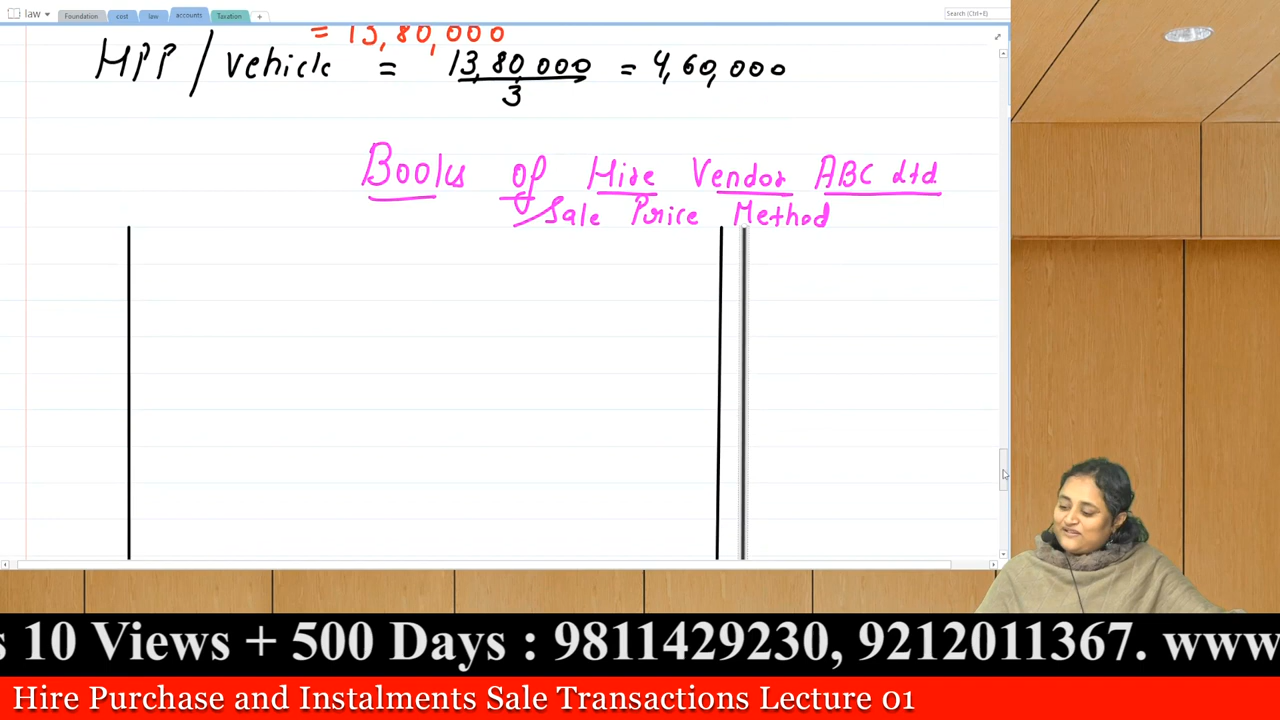 law
Foundation
cost
law
accounts
Taxation
+
Search (Ctrl+E)
= 13,80,000
HPP / Vehicle = 13,80,000 = 4,60,000
3
Books of Hire Vendor ABC Ltd
Sale Price Method
s 10 Views + 500 Days : 9811429230, 9212011367. www
Hire Purchase and Instalments Sale Transactions Lecture 01